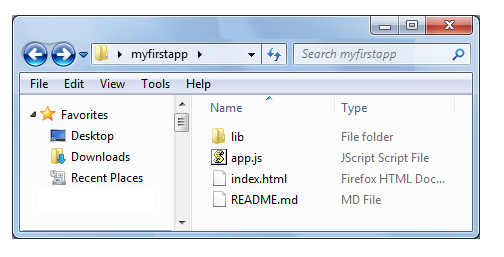 myfirstapp
Search myfirstapp
File Edit View Tools Help
Favorites
Desktop
Downloads
Recent Places
Name Type
lib File folder
app.js JScript Script File
index.html Firefox HTML Doc...
README.md MD File